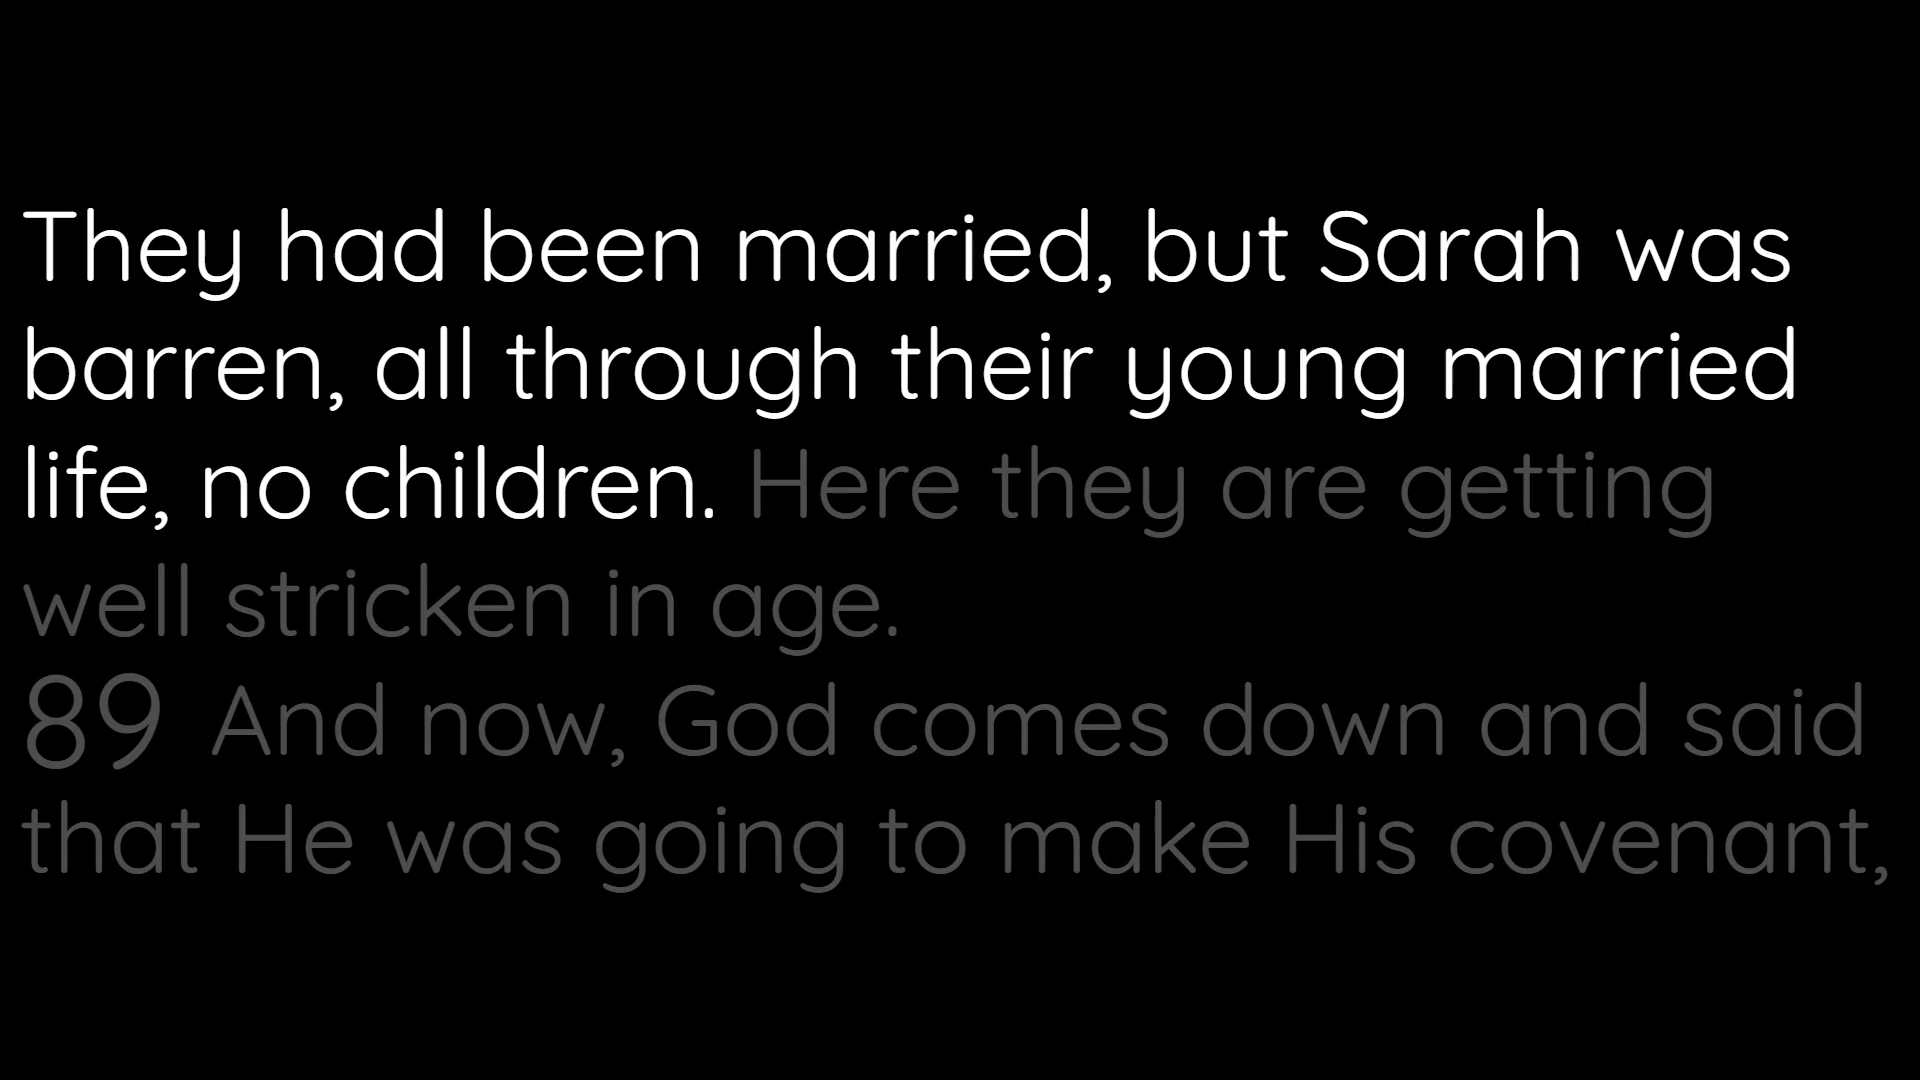 They had been married, but Sarah was
barren, all through their young married
life, no children. Here they are getting
well stricken in age.
89 And now, God comes down and said
that He was going to make His covenant,